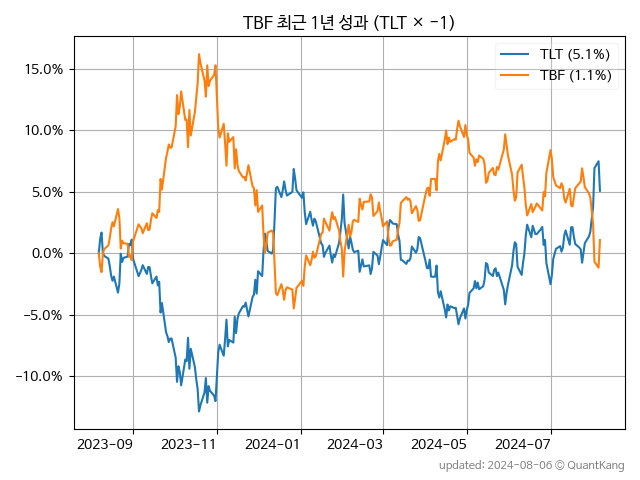 TBF 최근 1년 성과 (TLT × −1)
TLT (5.1%)
TBF (1.1%)
15.0%
10.0%
5.0%
0.0%
−5.0%
−10.0%
2023−09 2023−11 2024−01 2024−03 2024−05 2024−07
updated: 2024-08-06 © QuantKang